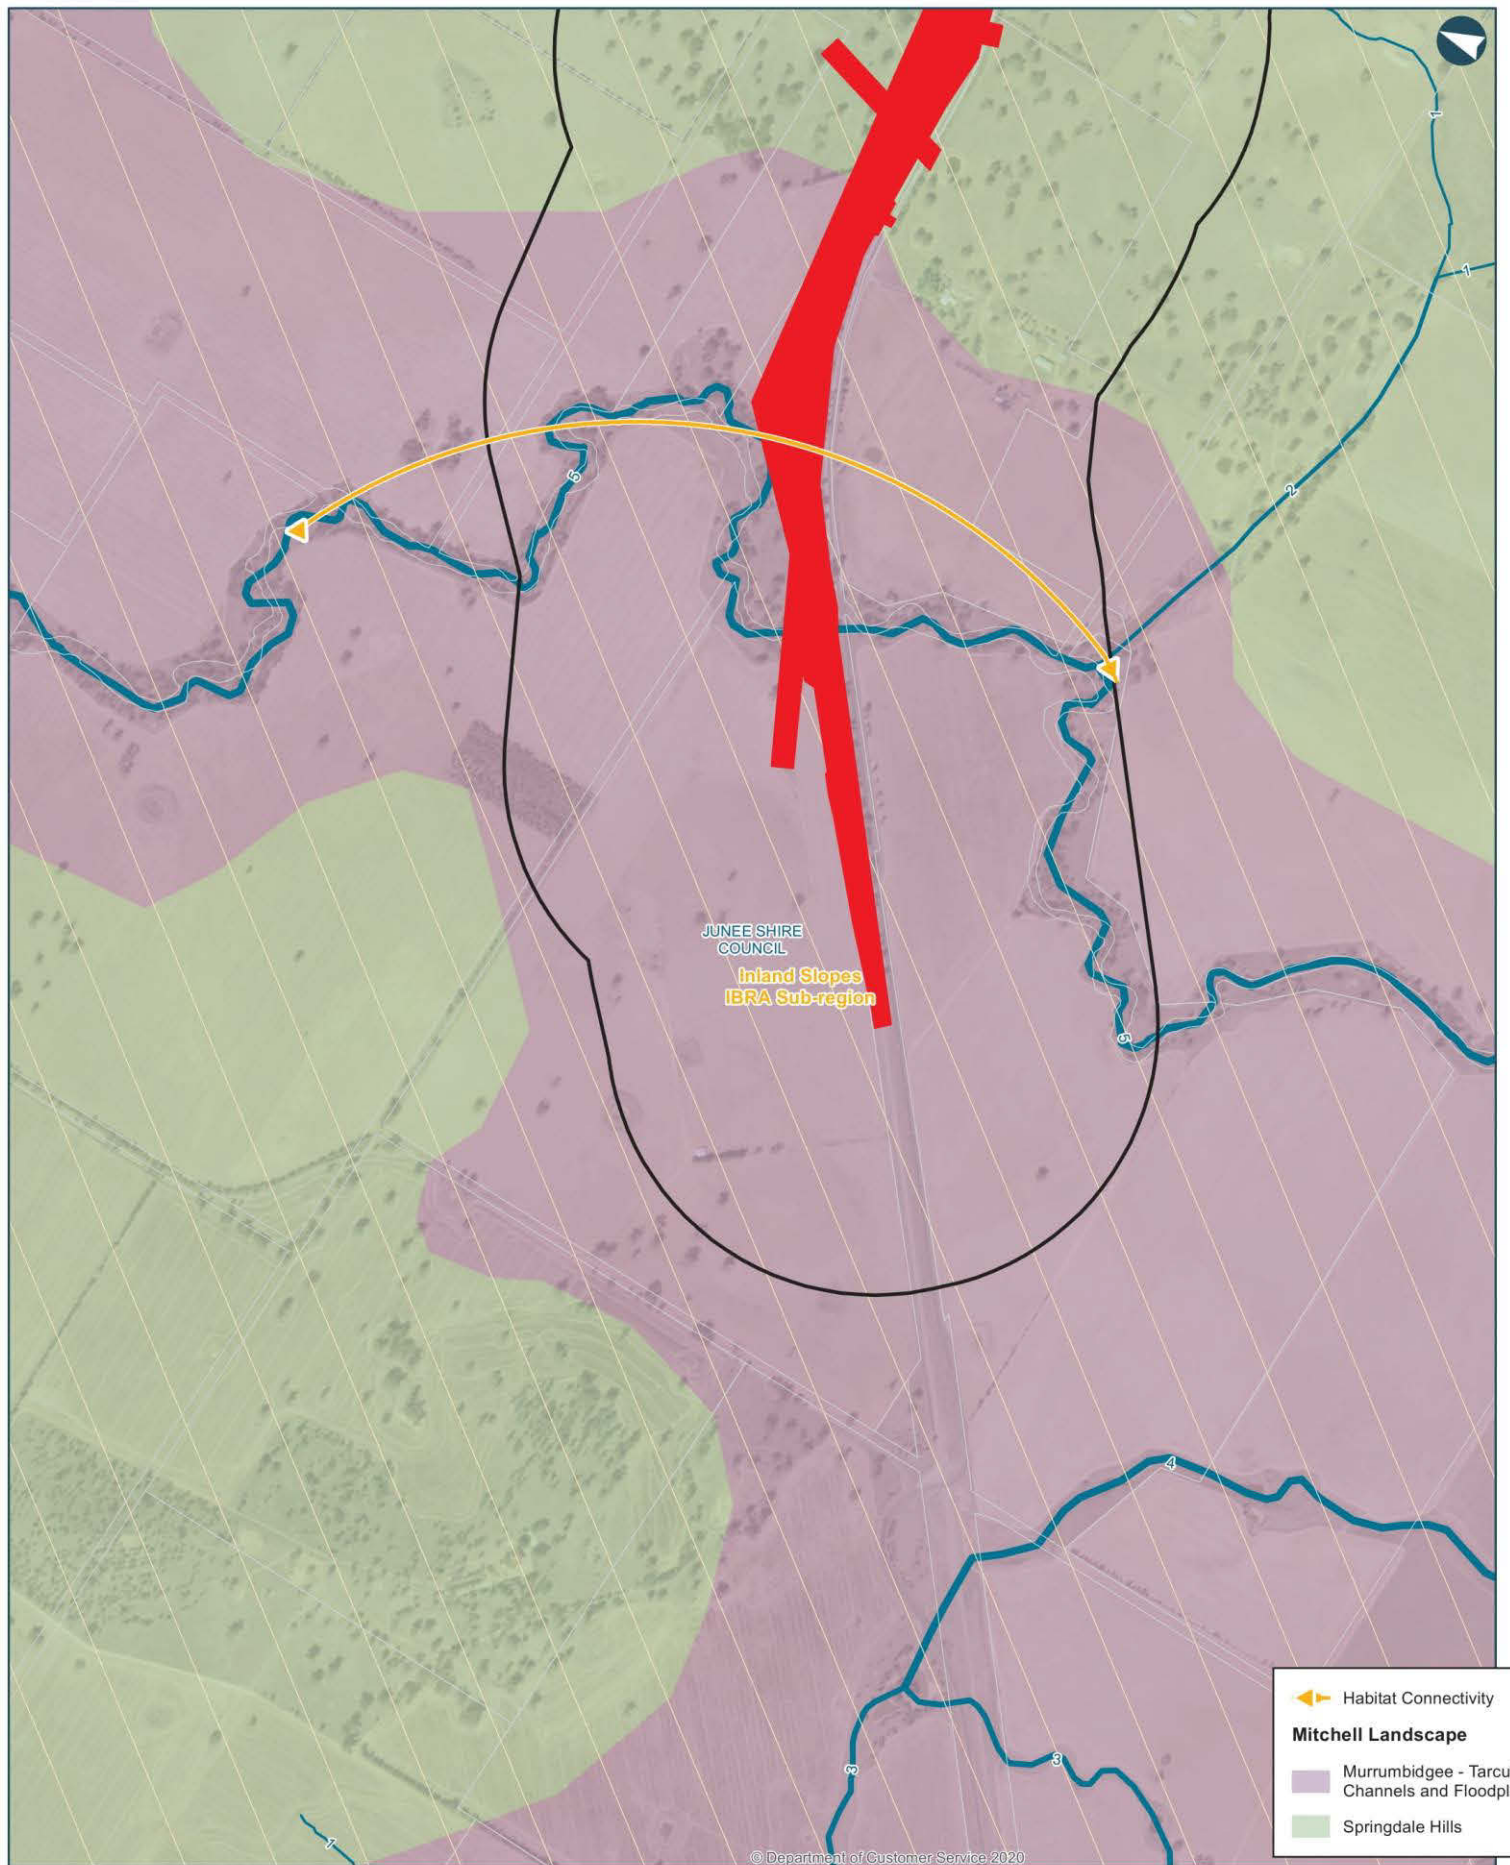 1
1
2
5
JUNEE SHIRE
COUNCIL
Inland Slopes
IBRA Sub-region
5
4
3
3
1
Habitat Connectivity
Mitchell Landscape
Murrumbidgee - Tarcu
Channels and Floodpl
Springdale Hills
© Department of Customer Service 2020